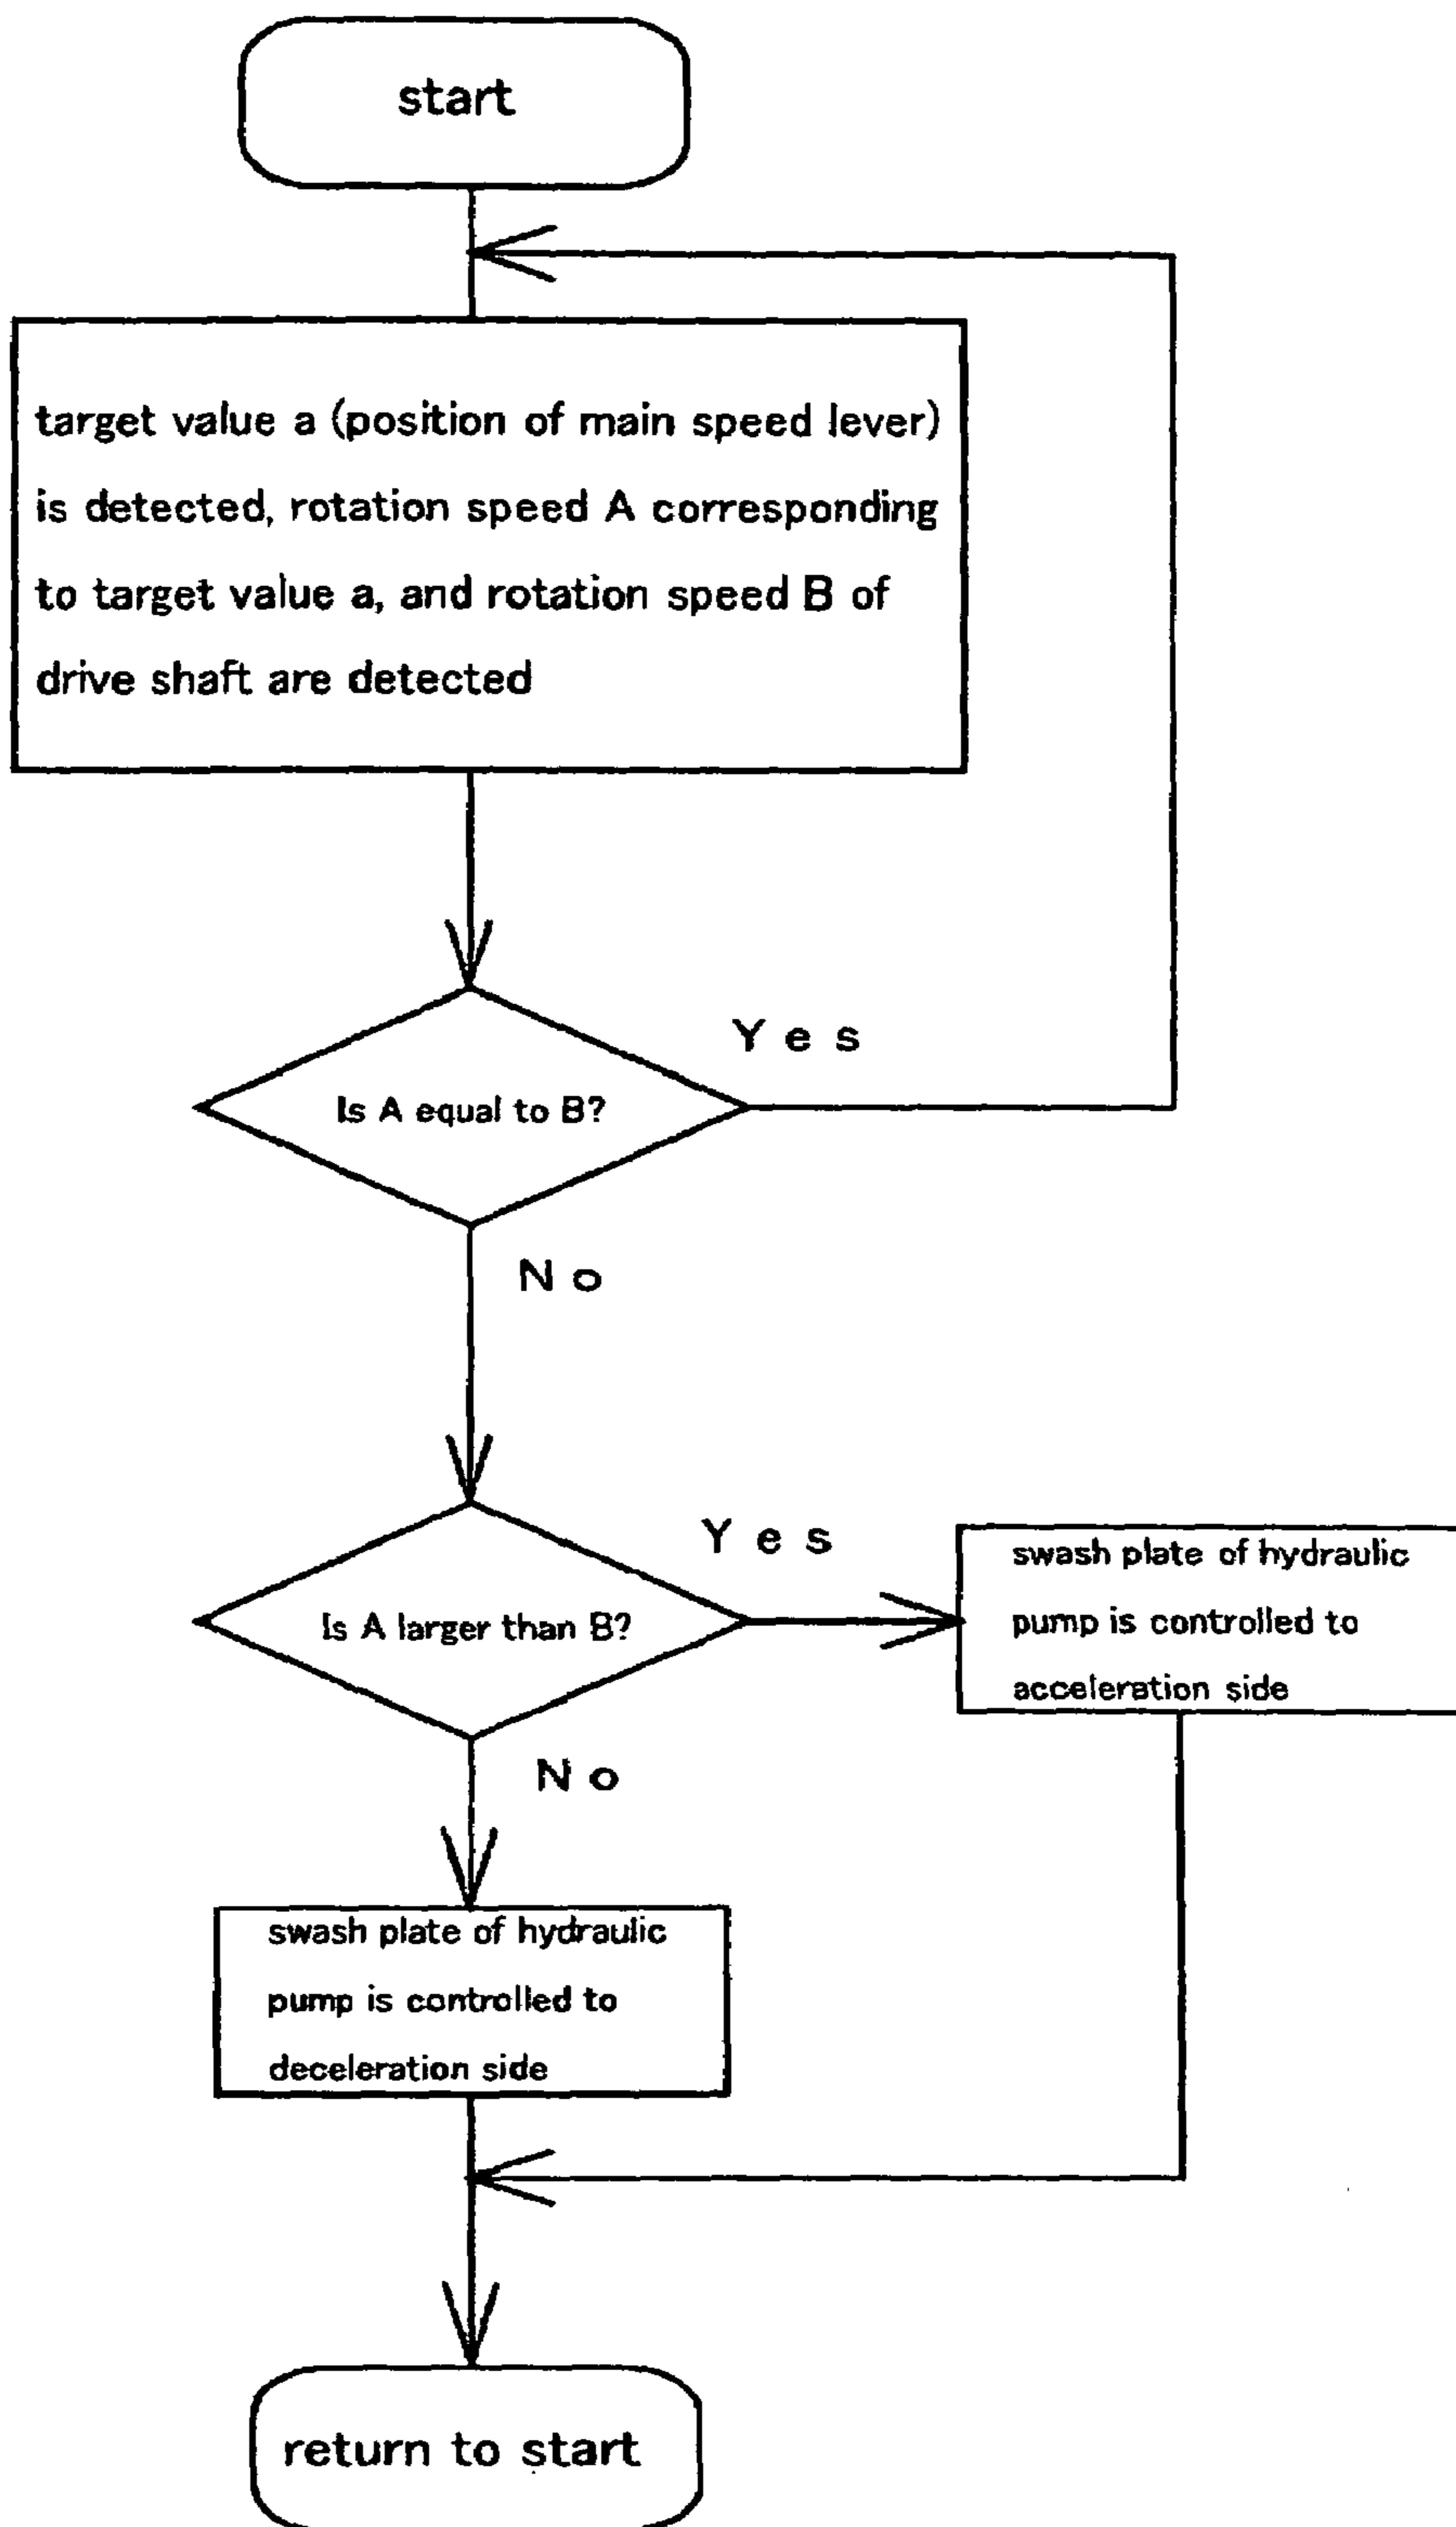 start
target value a (position of main speed lever)
is detected, rotation speed A corresponding
to target value a, and rotation speed B of
drive shaft are detected
Yes
Is A equal to B?
No
Yes
Is A larger than B?
swash plate of hydraulic
pump is controlled to
acceleration side
No
swash plate of hydraulic
pump is controlled to
deceleration side
return to start